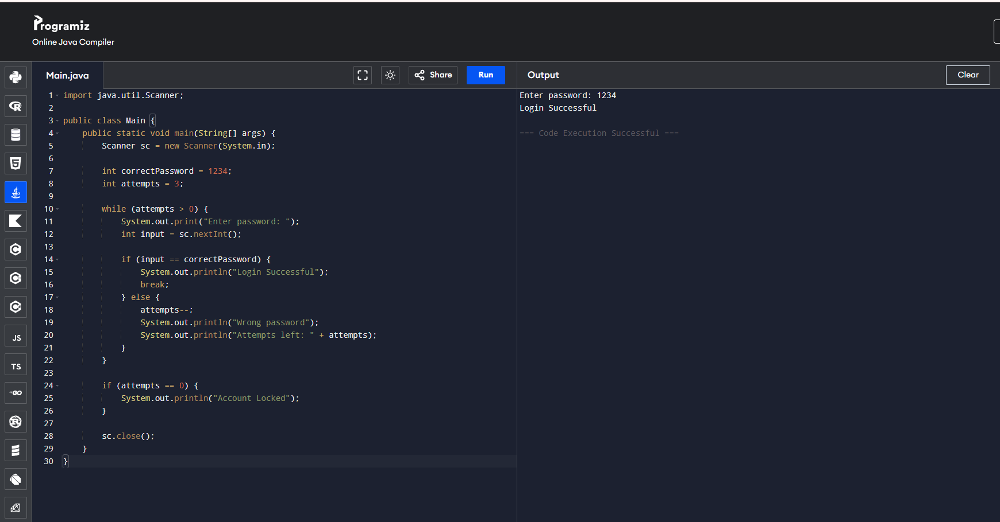 Programiz
Online Java Compiler
Main.java
Share
Run
Output
Clear
1 import java.util.Scanner;
2
3 public class Main {
4     public static void main(String[] args) {
5         Scanner sc = new Scanner(System.in);
6
7         int correctPassword = 1234;
8         int attempts = 3;
9
10         while (attempts > 0) {
11             System.out.print("Enter password: ");
12             int input = sc.nextInt();
13
14             if (input == correctPassword) {
15                 System.out.println("Login Successful");
16                 break;
17             } else {
18                 attempts--;
19                 System.out.println("Wrong password");
20                 System.out.println("Attempts left: " + attempts);
21             }
22         }
23
24         if (attempts == 0) {
25             System.out.println("Account Locked");
26         }
27
28         sc.close();
29     }
30 }
Enter password: 1234
Login Successful
=== Code Execution Successful ===
R
JS
TS
GO